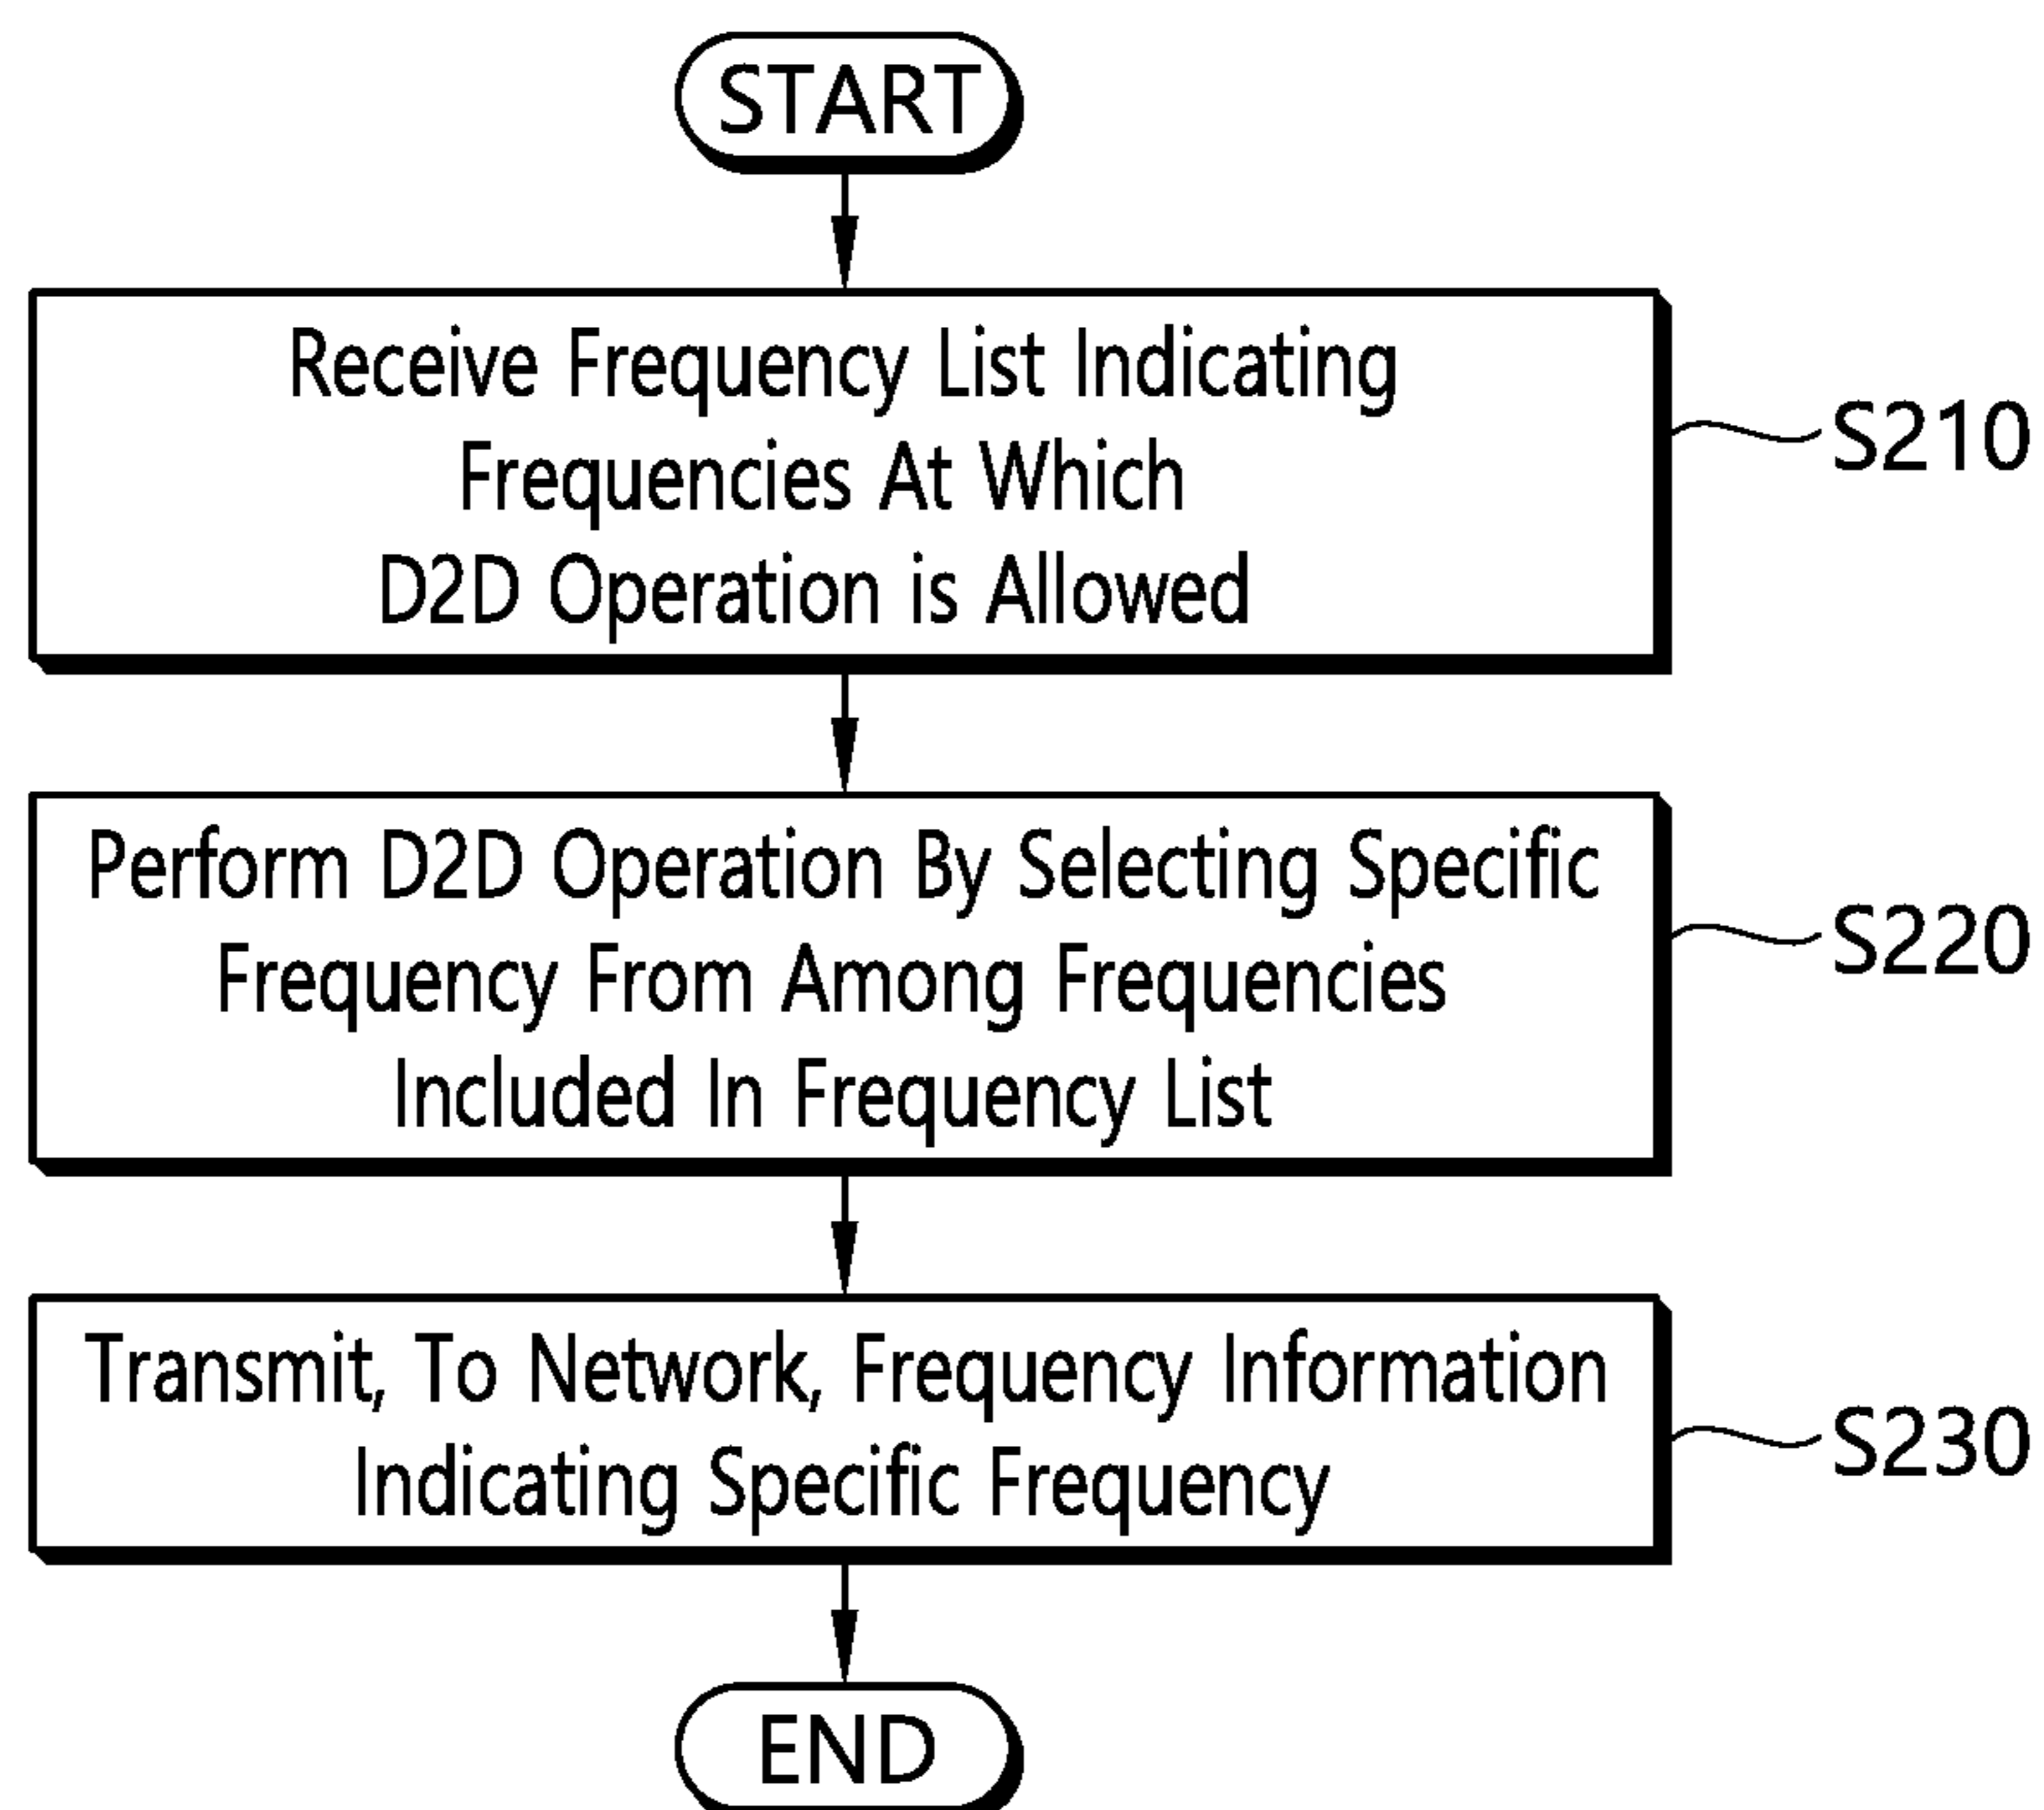 START
Receive Frequency List Indicating
Frequencies At Which
D2D Operation is Allowed
S210
Perform D2D Operation By Selecting Specific
Frequency From Among Frequencies
Included In Frequency List
S220
Transmit, To Network, Frequency Information
Indicating Specific Frequency
S230
END